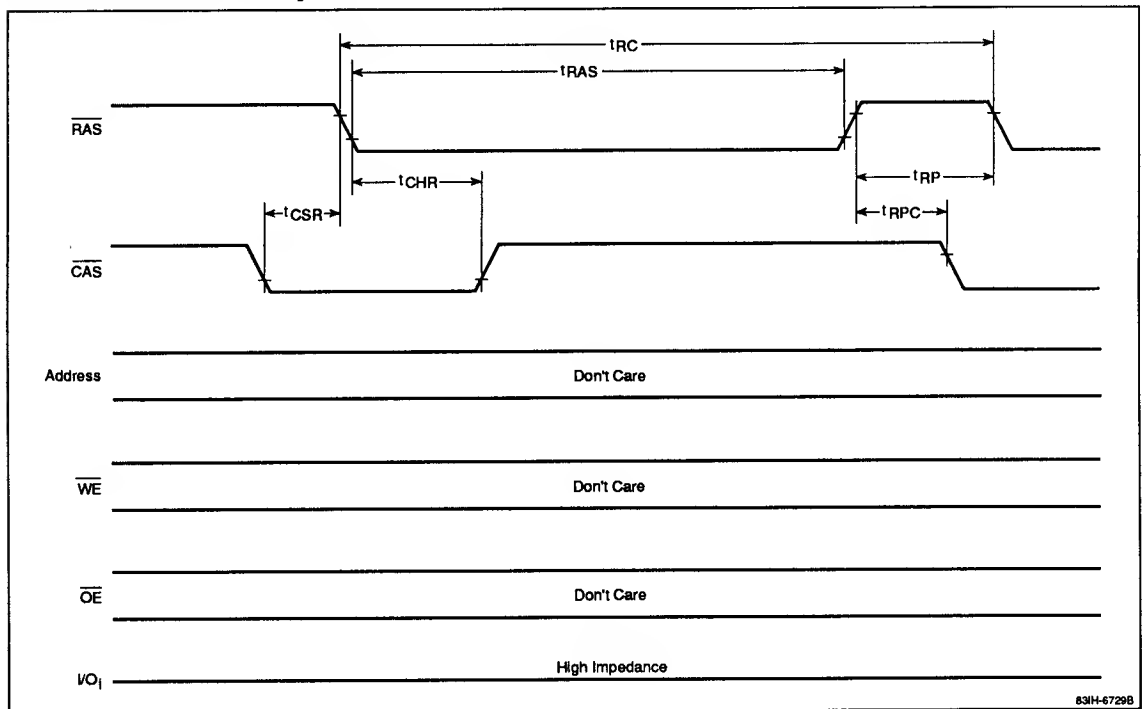 tRC
tRAS
RAS
tCHR
tRP
tCSR
tRPC
CAS
Address
Don't Care
WE
Don't Care
OE
Don't Care
High Impedance
I/Oi
83IH-6729B